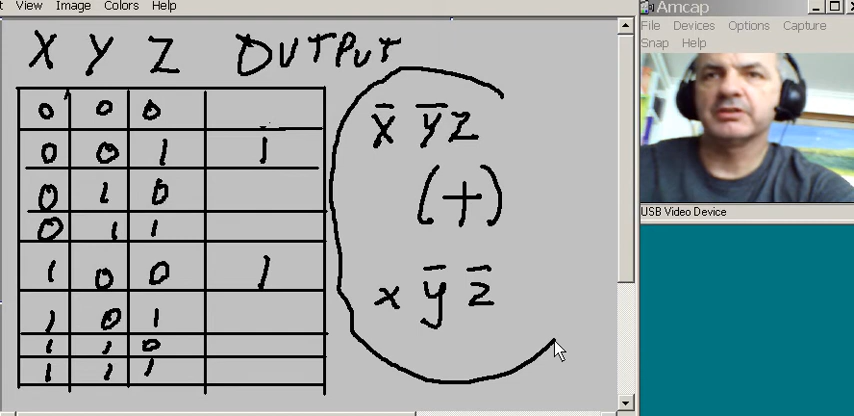 View Image Colors Help
Amcap
File Devices Options Capture
Snap Help
X Y Z OUTPUT
0 0 0
0 0 1 1
0 1 0
0 1 1
1 0 0 1
1 0 1
1 1 0
1 1 1
X̅ Y̅ Z
(+)
x y̅ z̅
USB Video Device